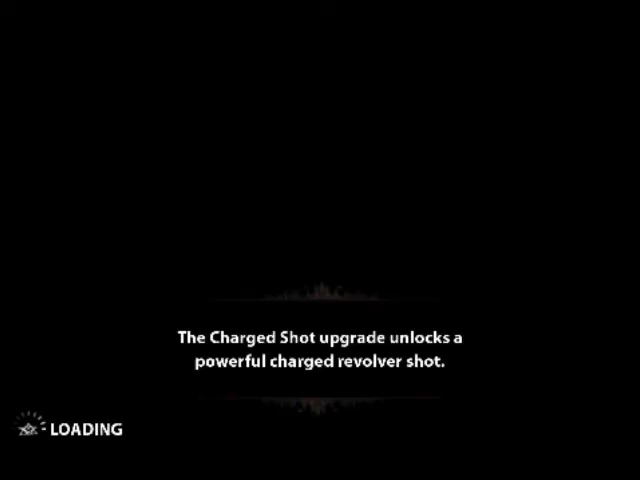 The Charged Shot upgrade unlocks a
powerful charged revolver shot.
LOADING